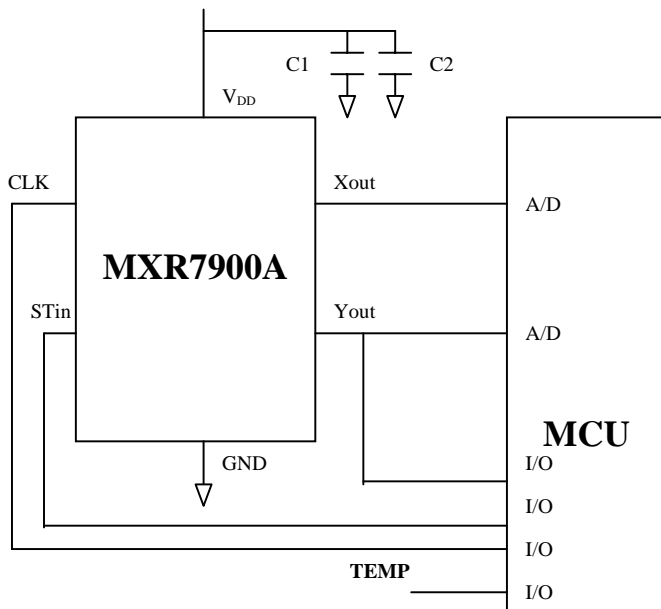 C1
C2
VDD
CLK
Xout
A/D
MXR7900A
STin
Yout
A/D
MCU
GND
I/O
I/O
I/O
TEMP
I/O